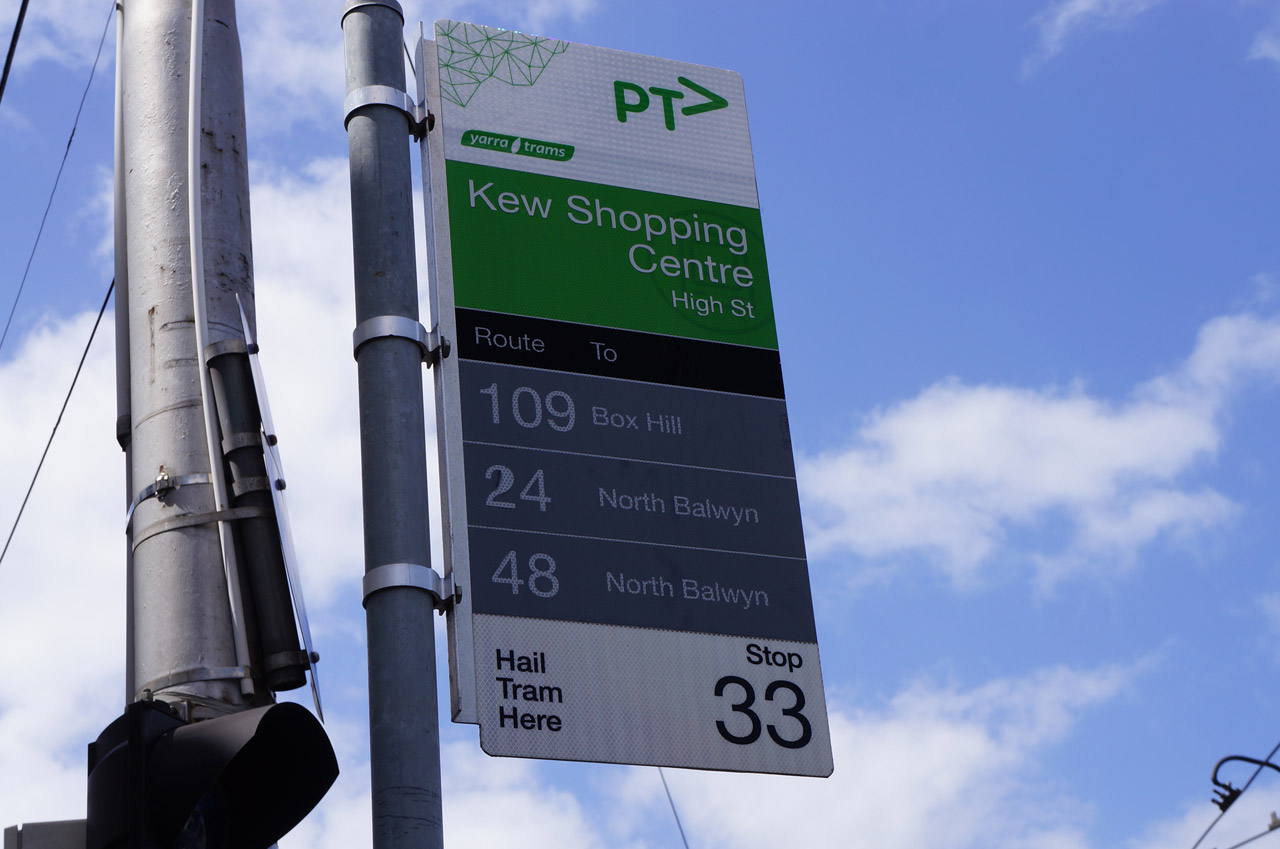 PT>
yarra trams
Kew Shopping
Centre
High St
Route To
109 Box Hill
24 North Balwyn
48 North Balwyn
Hail
Tram
Here
Stop
33